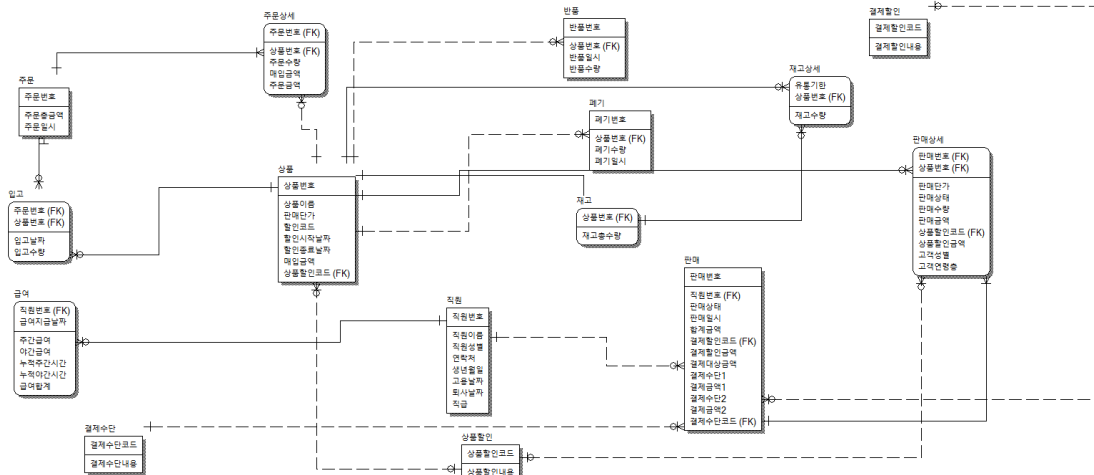 주문상세
주문번호 (FK)
상품번호 (FK)
주문수량
매입금액
주문금액
반품
반품번호
상품번호 (FK)
반품일시
반품수량
결제할인
결제할인코드
결제할인내용
주문
주문번호
주문총금액
주문일시
재고상세
유통기한
상품번호 (FK)
재고수량
폐기
폐기번호
상품번호 (FK)
폐기수량
폐기일시
판매상세
판매번호 (FK)
상품번호 (FK)
판매단가
판매상태
판매수량
판매금액
상품할인코드 (FK)
상품할인금액
고객성별
고객연령층
상품
상품번호
상품이름
판매단가
할인코드
할인시작날짜
할인종료날짜
매입금액
상품할인코드 (FK)
입고
주문번호 (FK)
상품번호 (FK)
입고날짜
입고수량
재고
상품번호 (FK)
재고총수량
판매
판매번호
직원번호 (FK)
판매상태
판매일시
합계금액
결제할인코드 (FK)
결제할인금액
결제대상금액
결제수단1
결제금액1
결제수단2
결제금액2
결제수단코드 (FK)
급여
직원번호 (FK)
급여지급날짜
주간급여
야간급여
누적주간시간
누적야간시간
급여합계
직원
직원번호
직원이름
직원성별
연락처
생년월일
고용날짜
퇴사날짜
직급
결제수단
결제수단코드
결제수단내용
상품할인
상품할인코드
상품할인내용